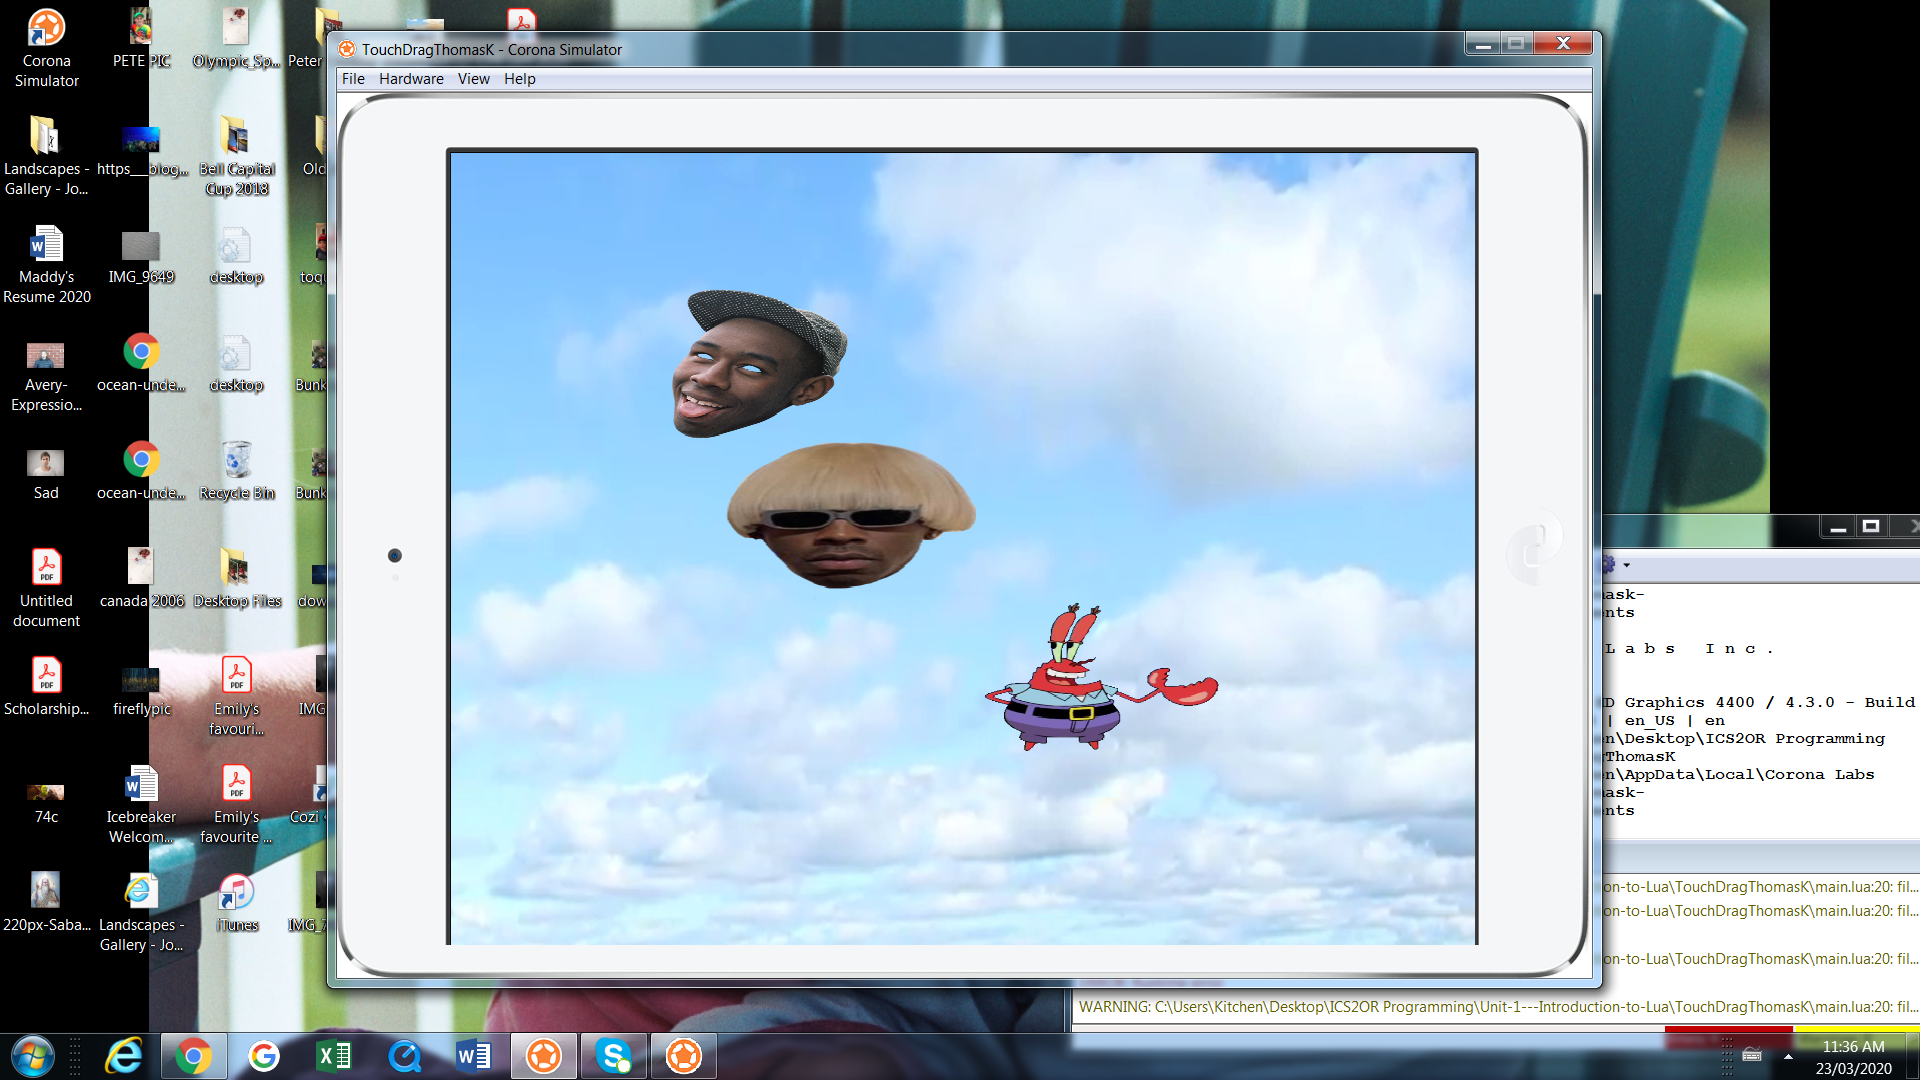 Corona
Simulator
PETE PIC
Olympic_Sp...
Peter
Landscapes -
Gallery - Jo...
https___blog...
Bell Capital
Cup 2018
Old
Maddy's
Resume 2020
IMG_9649
desktop
toqu
Avery-
Expressio...
ocean-unde...
desktop
Bunk
Sad
ocean-unde...
Recycle Bin
Bunk
Untitled
document
canada 2006
Desktop Files
dow
Scholarship...
fireflypic
Emily's
favouri...
IMG
74c
Icebreaker
Welcom...
Emily's
favourite ...
Cozi
220px-Saba...
Landscapes -
Gallery - Jo...
iTunes
IMG_7
TouchDragThomasK - Corona Simulator
File Hardware View Help
ask-
nts
Labs Inc.
D Graphics 4400 / 4.3.0 - Build
| en_US | en
n\Desktop\ICS2OR Programming
gThomasK
n\AppData\Local\Corona Labs
ask-
nts
on-to-Lua\TouchDragThomasK\main.lua:20: fil...
on-to-Lua\TouchDragThomasK\main.lua:20: fil...
on-to-Lua\TouchDragThomasK\main.lua:20: fil...
WARNING: C:\Users\Kitchen\Desktop\ICS2OR Programming\Unit-1---Introduction-to-Lua\TouchDragThomasK\main.lua:20: fil...
11:36 AM
23/03/2020